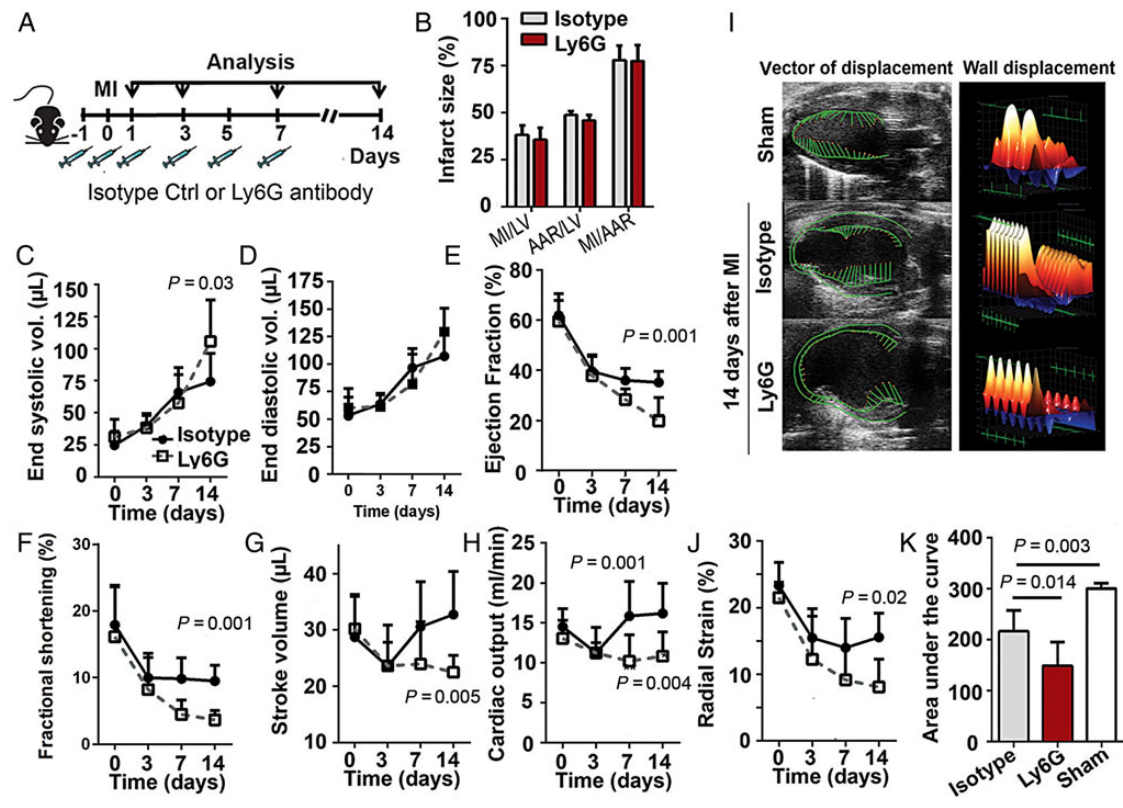 A
MI
Analysis
-1 0 1 3 5 7 14
Days
Isotype Ctrl or Ly6G antibody
B
Infarct size (%)
75
50
25
0
Isotype
Ly6G
MI/LV
AAR/LV
MI/AAR
I
Vector of displacement
Wall displacement
Sham
14 days after MI
Isotype
Ly6G
C
End systolic vol. (µL)
150
125
100
75
50
25
0
P = 0.03
Isotype
Ly6G
0 3 7 14
Time (days)
D
End diastolic vol. (µL)
175
150
125
100
75
50
25
0
0 3 7 14
Time (days)
E
Ejection Fraction (%)
80
60
40
20
0
P = 0.001
0 3 7 14
Time (days)
F
Fractional shortening (%)
30
20
10
0
P = 0.001
0 3 7 14
Time (days)
G
Stroke volume (µL)
40
30
20
10
P = 0.005
0 3 7 14
Time (days)
H
Cardiac output (ml/min)
25
20
15
10
5
0
P = 0.001
**
P = 0.004
0 3 7 14
Time (days)
J
Radial Strain (%)
30
20
10
0
P = 0.02
0 3 7 14
Time (days)
K
Area under the curve
400
300
200
100
0
P = 0.003
P = 0.014
Isotype
Ly6G
Sham